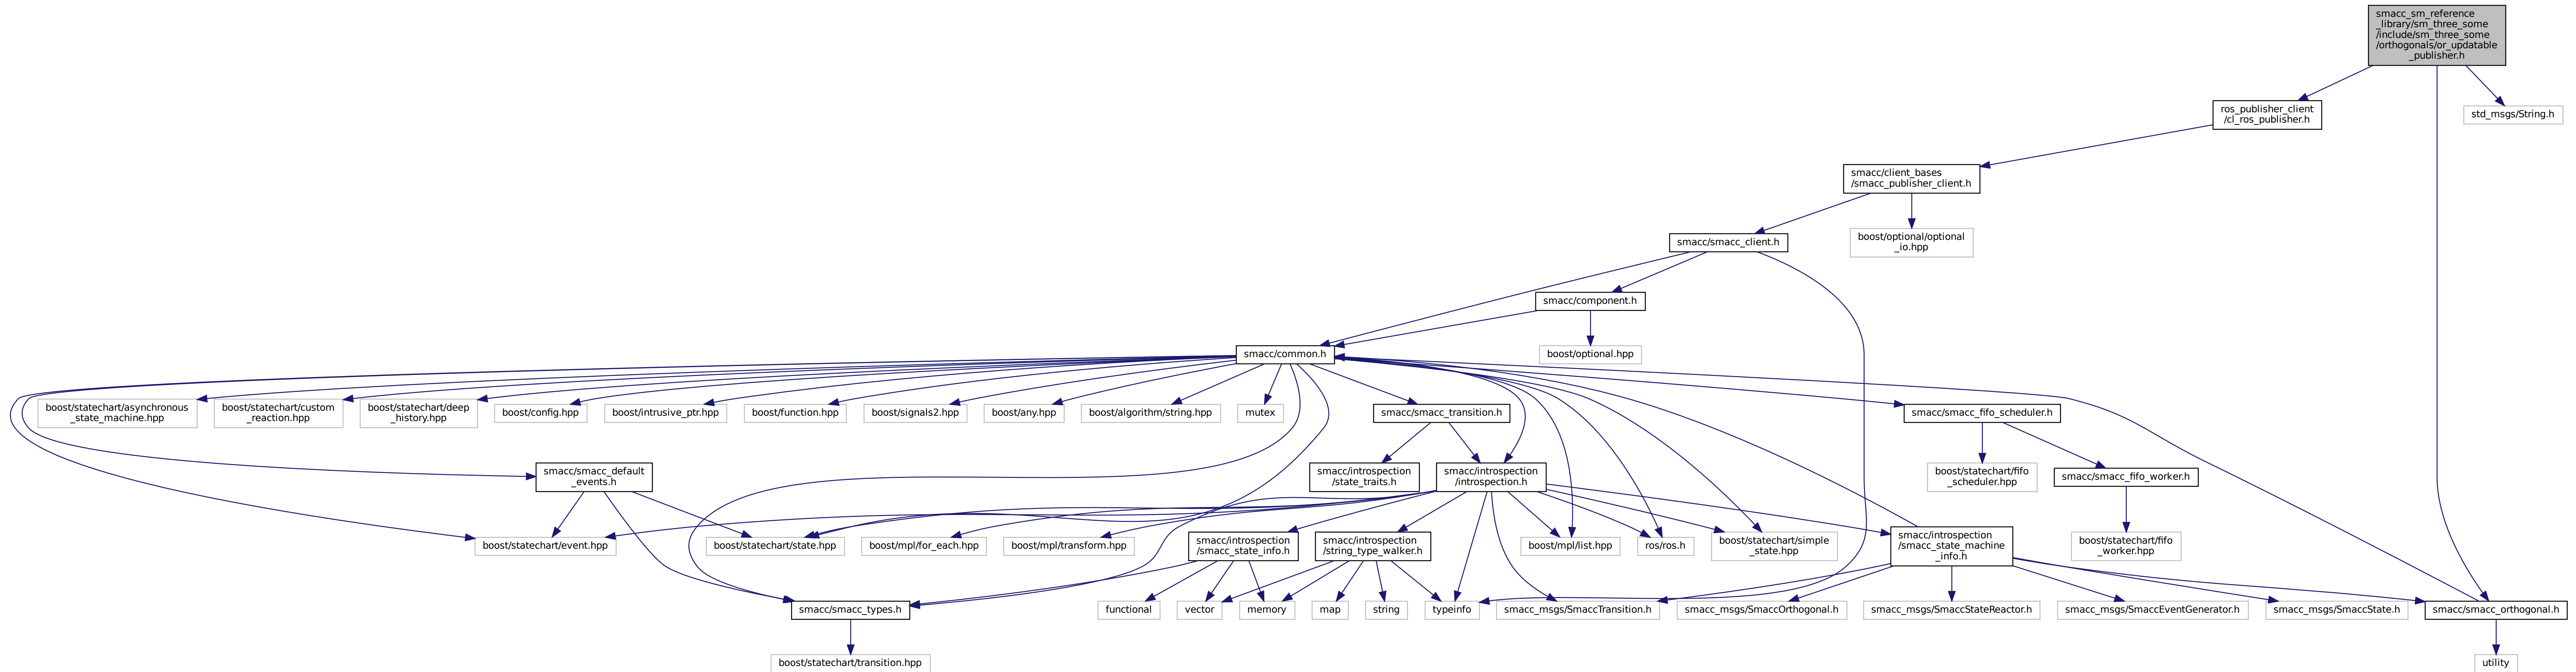 smacc_sm_reference
_library/sm_three_some
/include/sm_three_some
/orthogonals/or_updatable
_publisher.h
ros_publisher_client
/cl_ros_publisher.h
std_msgs/String.h
smacc/client_bases
/smacc_publisher_client.h
smacc/smacc_client.h
boost/optional/optional
_io.hpp
smacc/component.h
smacc/common.h
boost/optional.hpp
boost/statechart/asynchronous
_state_machine.hpp
boost/statechart/custom
_reaction.hpp
boost/statechart/deep
_history.hpp
boost/config.hpp
boost/intrusive_ptr.hpp
boost/function.hpp
boost/signals2.hpp
boost/any.hpp
boost/algorithm/string.hpp
mutex
smacc/smacc_transition.h
smacc/smacc_fifo_scheduler.h
smacc/smacc_default
_events.h
smacc/introspection
/state_traits.h
smacc/introspection
/introspection.h
boost/statechart/fifo
_scheduler.hpp
smacc/smacc_fifo_worker.h
boost/statechart/event.hpp
boost/statechart/state.hpp
boost/mpl/for_each.hpp
boost/mpl/transform.hpp
smacc/introspection
/smacc_state_info.h
smacc/introspection
/string_type_walker.h
boost/mpl/list.hpp
ros/ros.h
boost/statechart/simple
_state.hpp
smacc/introspection
/smacc_state_machine
_info.h
boost/statechart/fifo
_worker.hpp
smacc/smacc_types.h
functional
vector
memory
map
string
typeinfo
smacc_msgs/SmaccTransition.h
smacc_msgs/SmaccOrthogonal.h
smacc_msgs/SmaccStateReactor.h
smacc_msgs/SmaccEventGenerator.h
smacc_msgs/SmaccState.h
smacc/smacc_orthogonal.h
boost/statechart/transition.hpp
utility